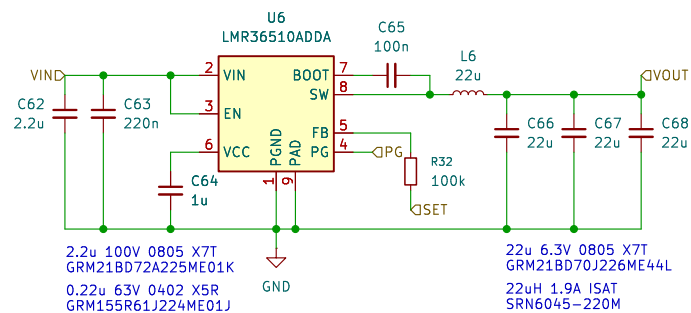 U6
LMR36510ADDA
C65
100n
L6
22u
VIN
2
VIN
BOOT
7
VOUT
SW
8
C62
2.2u
C63
220n
3
EN
C66
22u
C67
22u
C68
22u
FB
5
6
VCC
PG
4
PG
R32
100k
PGND
PAD
C64
1u
1
9
SET
GND
2.2u 100V 0805 X7T
GRM21BD72A225ME01K
0.22u 63V 0402 X5R
GRM155R61J224ME01J
22u 6.3V 0805 X7T
GRM21BD70J226ME44L
22uH 1.9A ISAT
SRN6045-220M